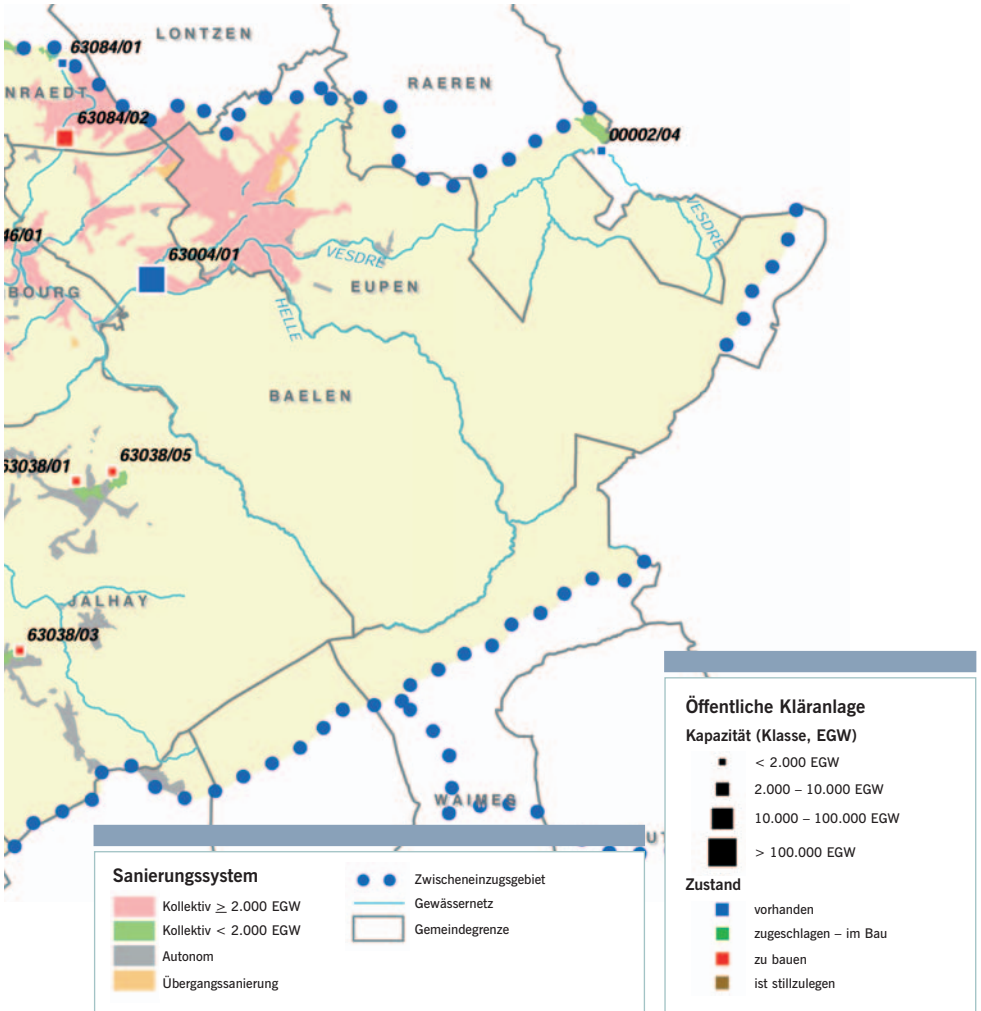 LONTZEN
63084/01
RAEREN
NRAEDT
63084/02
00002/04
VESDRE
46/01
63004/01
VESDRE
BOURG
EUPEN
HELLE
BAELEN
63038/05
63038/01
JALHAY
63038/03
WAIMES
UT
Sanierungssystem
Kollektiv ≥ 2.000 EGW
Kollektiv < 2.000 EGW
Autonom
Übergangssanierung
Zwischeneinzugsgebiet
Gewässernetz
Gemeindegrenze
Öffentliche Kläranlage
Kapazität (Klasse, EGW)
< 2.000 EGW
2.000 – 10.000 EGW
10.000 – 100.000 EGW
> 100.000 EGW
Zustand
vorhanden
zugeschlagen – im Bau
zu bauen
ist stillzulegen